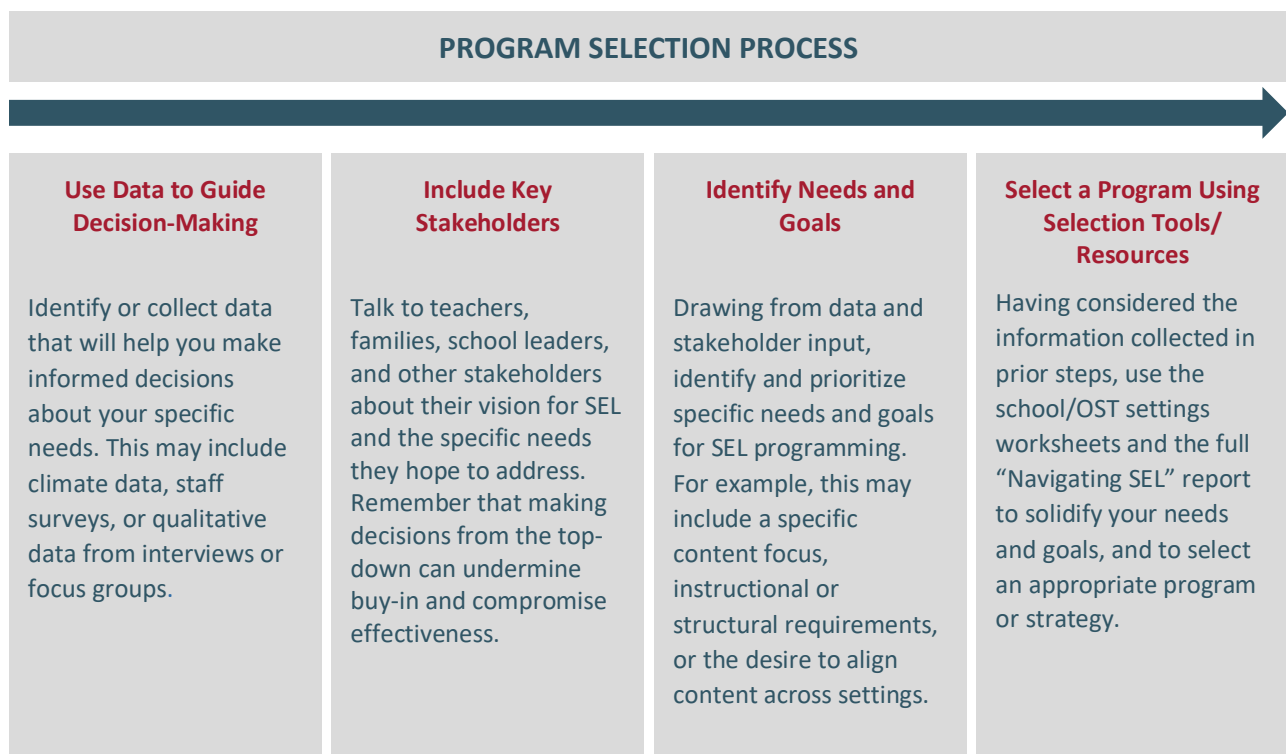 PROGRAM SELECTION PROCESS
Use Data to Guide
Decision-Making
Identify or collect data
that will help you make
informed decisions
about your specific
needs. This may include
climate data, staff
surveys, or qualitative
data from interviews or
focus groups.
Include Key
Stakeholders
Talk to teachers,
families, school leaders,
and other stakeholders
about their vision for SEL
and the specific needs
they hope to address.
Remember that making
decisions from the top-
down can undermine
buy-in and compromise
effectiveness.
Identify Needs and
Goals
Drawing from data and
stakeholder input,
identify and prioritize
specific needs and goals
for SEL programming.
For example, this may
include a specific
content focus,
instructional or
structural requirements,
or the desire to align
content across settings.
Select a Program Using
Selection Tools/
Resources
Having considered the
information collected in
prior steps, use the
school/OST settings
worksheets and the full
“Navigating SEL” report
to solidify your needs
and goals, and to select
an appropriate program
or strategy.